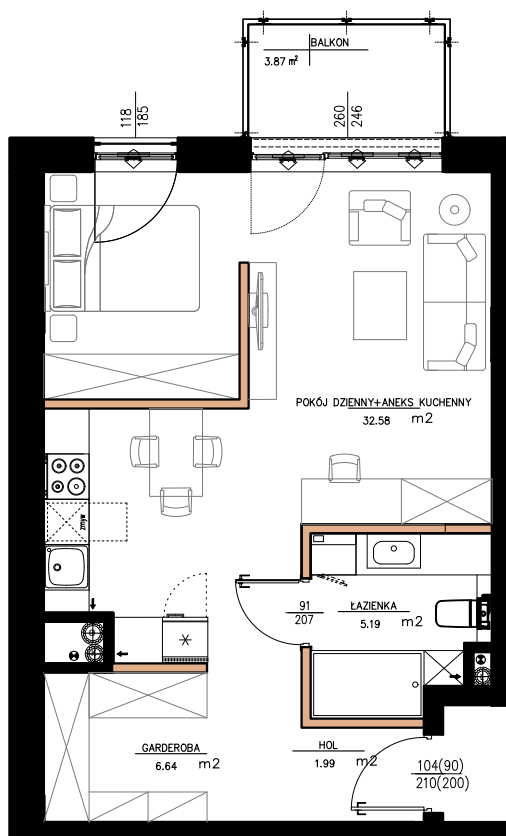 BALKON
3.87 m²
118
185
260
246
POKÓJ DZIENNY+ANEKS KUCHENNY
32.58 m2
zmyw
91
207
ŁAZIENKA
5.19 m2
GARDEROBA
6.64 m2
HOL
1.99 m2
104(90)
210(200)